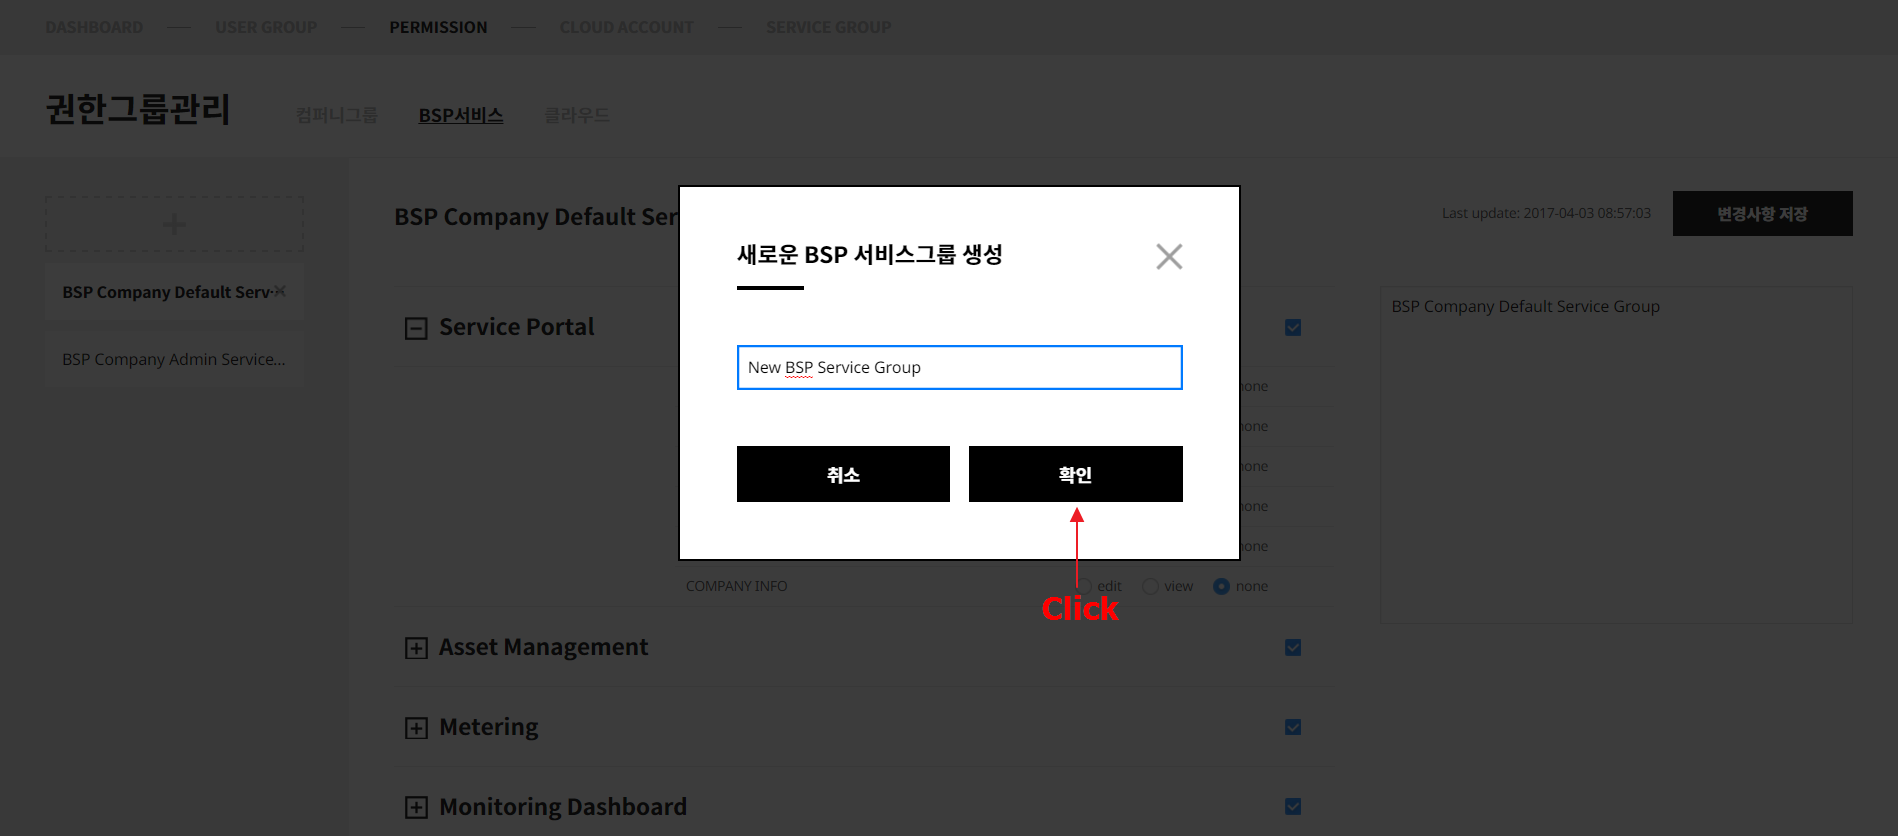 DASHBOARD USER GROUP PERMISSION CLOUD ACCOUNT SERVICE GROUP
권한그룹관리 컴퍼니그룹 BSP서비스 클라우드
BSP Company Default Serv··
BSP Company Admin Service...
BSP Company Default Ser
Last update: 2017-04-03 08:57:03 변경사항 저장
새로운 BSP 서비스그룹 생성
New BSP Service Group
취소 확인
Click
Service Portal
none
none
none
none
none
COMPANY INFO edit view none
Asset Management
Metering
Monitoring Dashboard
BSP Company Default Service Group